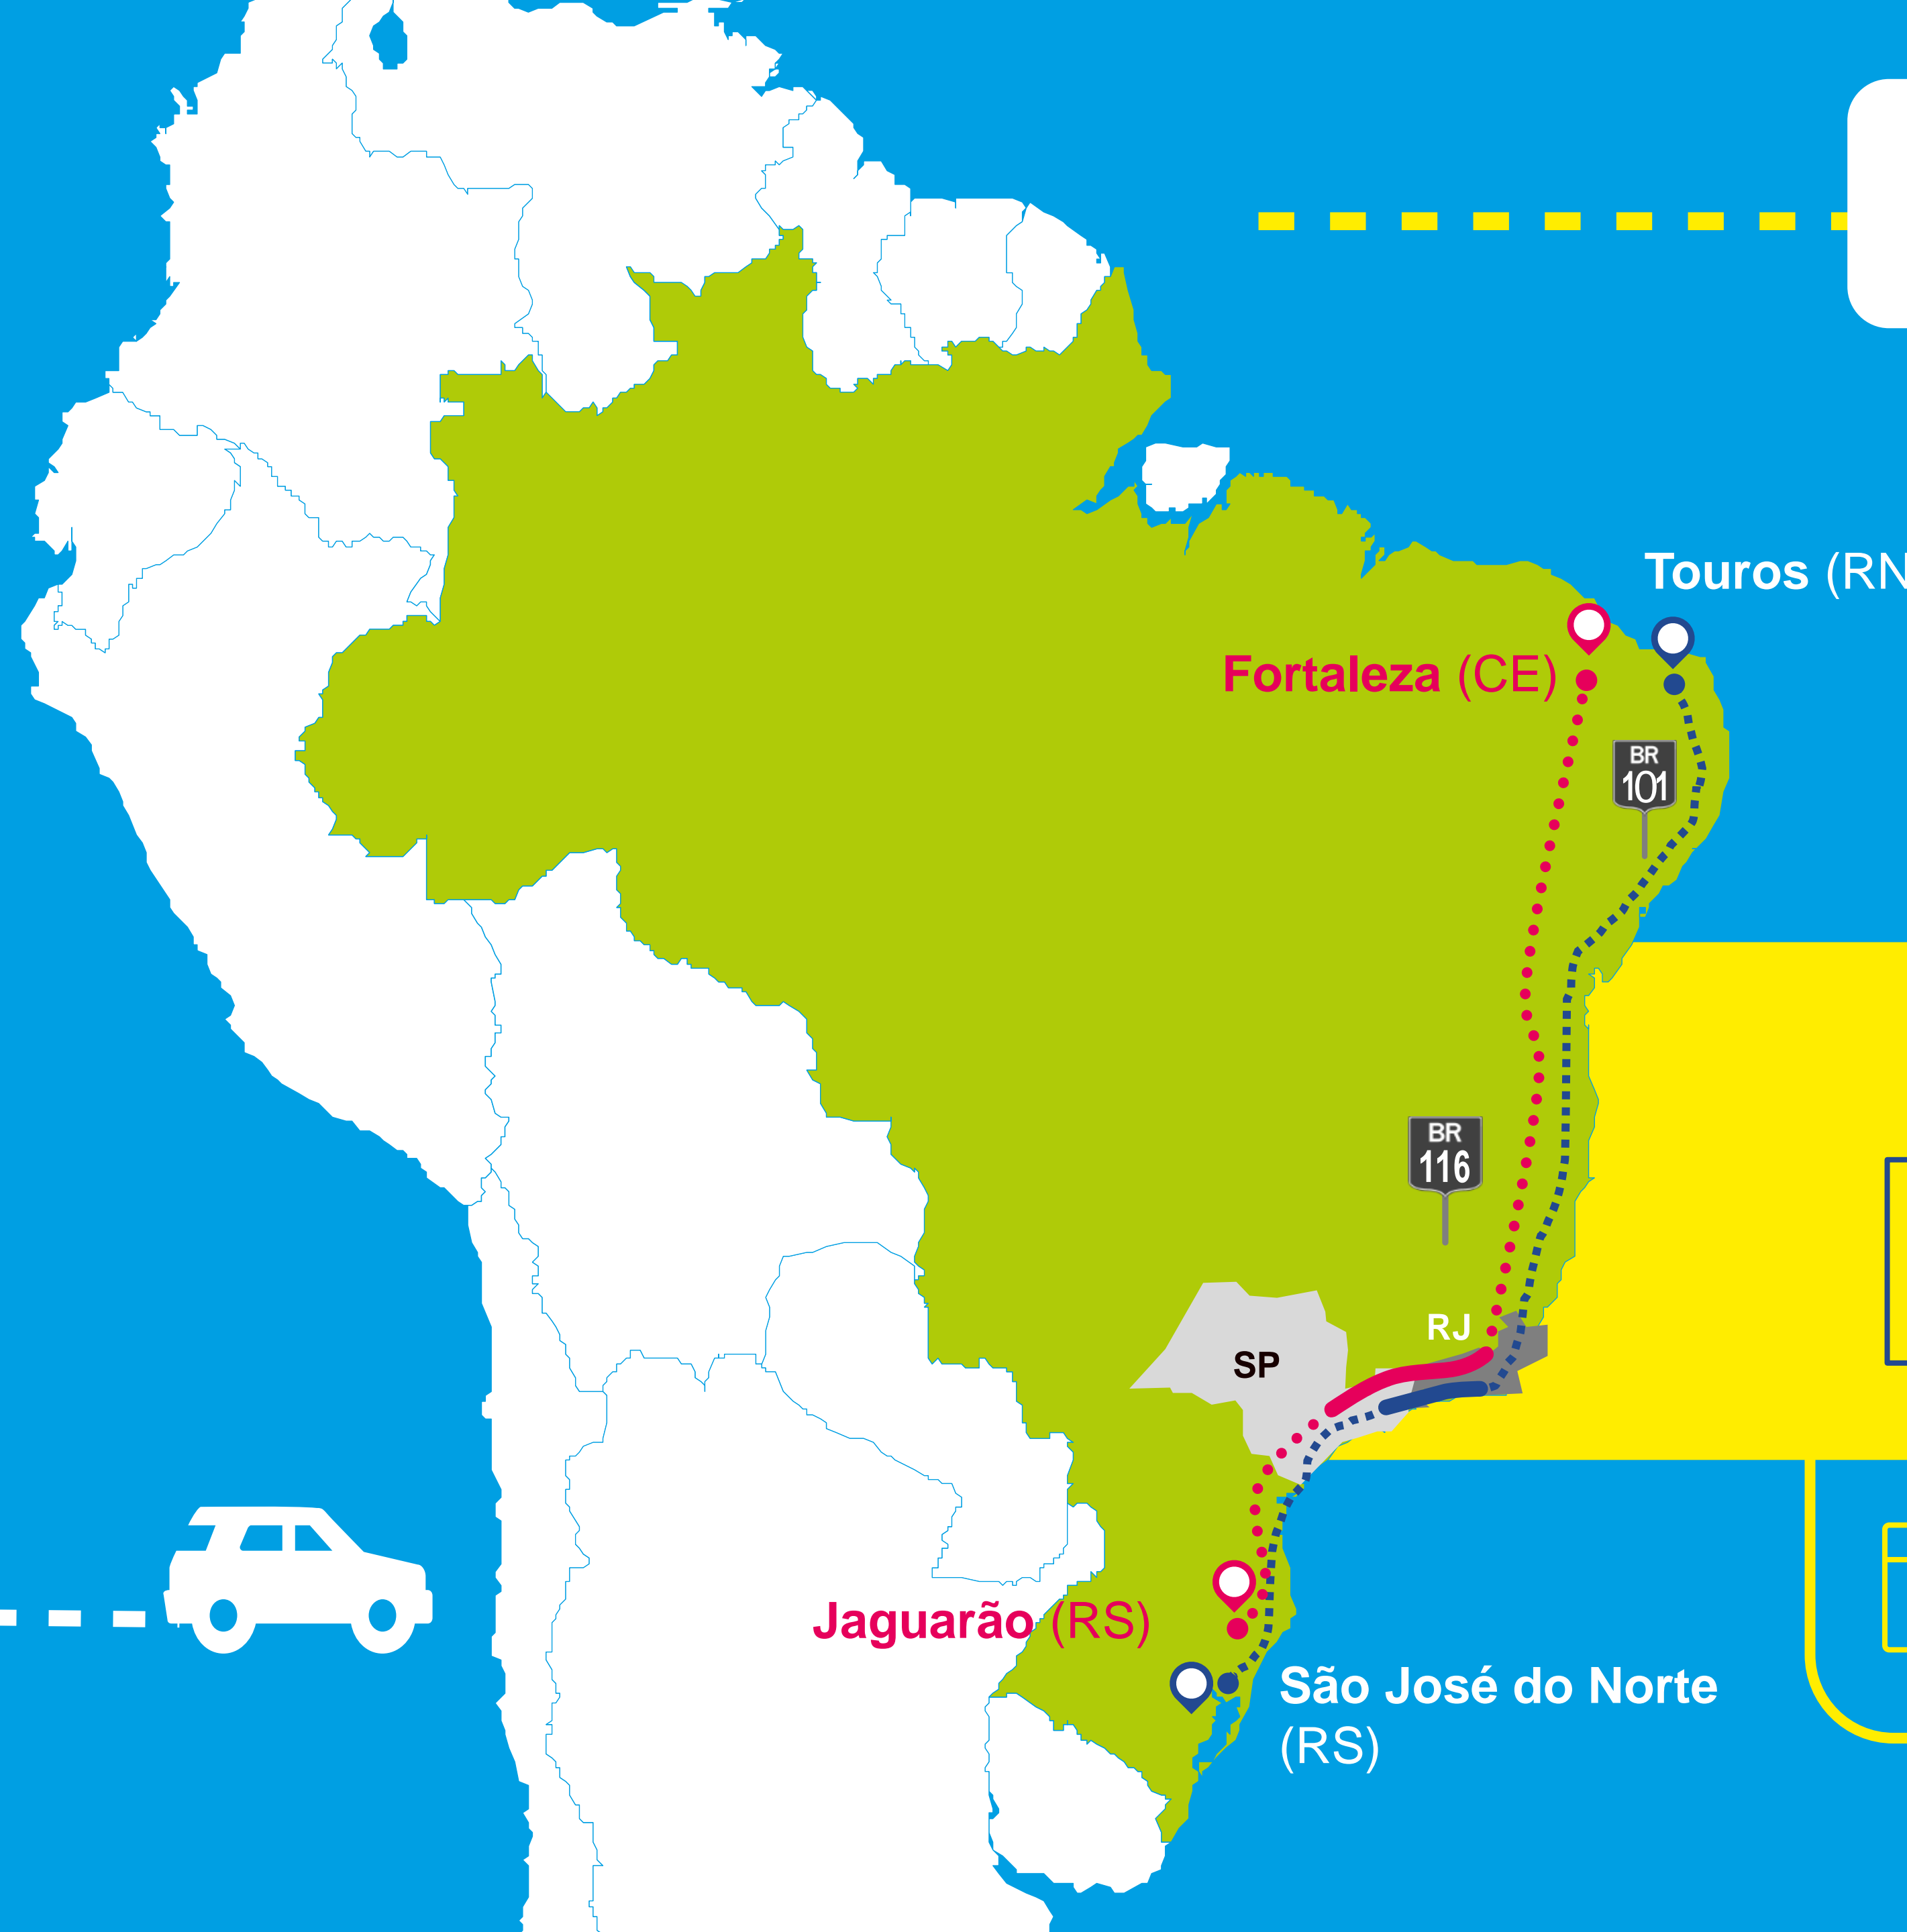 Touros (RN
Fortaleza (CE)
BR
101
BR
116
RJ
SP
Jaguarão (RS)
São José do Norte
(RS)